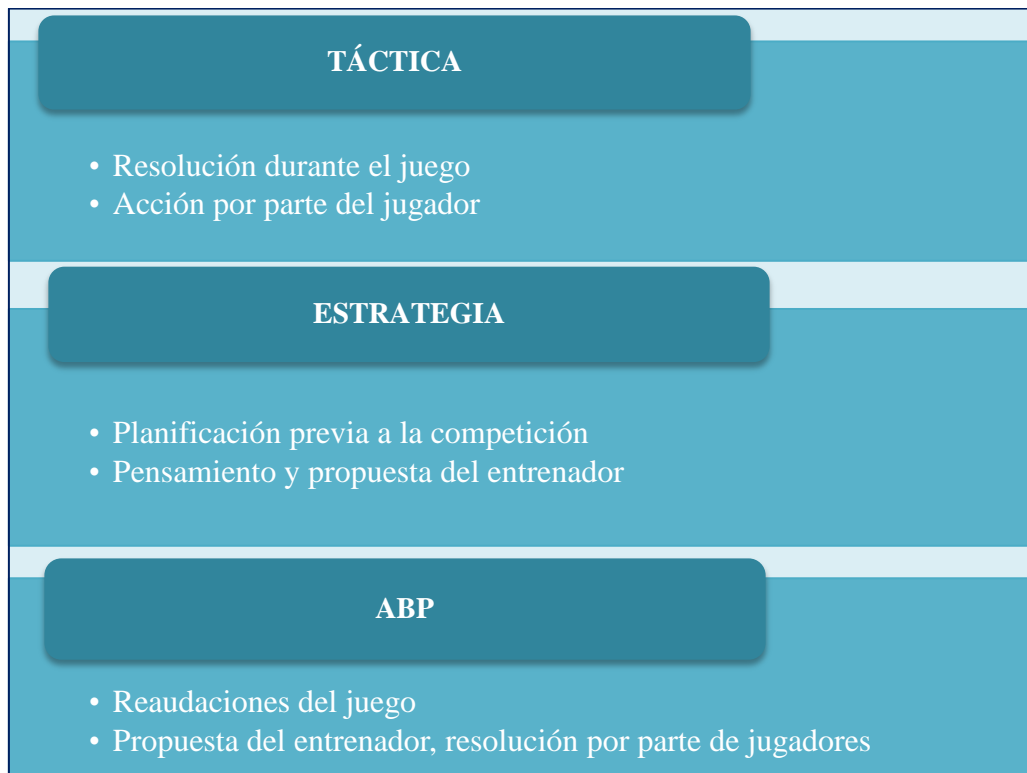 TÁCTICA
• Resolución durante el juego
• Acción por parte del jugador
ESTRATEGIA
• Planificación previa a la competición
• Pensamiento y propuesta del entrenador
ABP
• Reaudaciones del juego
• Propuesta del entrenador, resolución por parte de jugadores